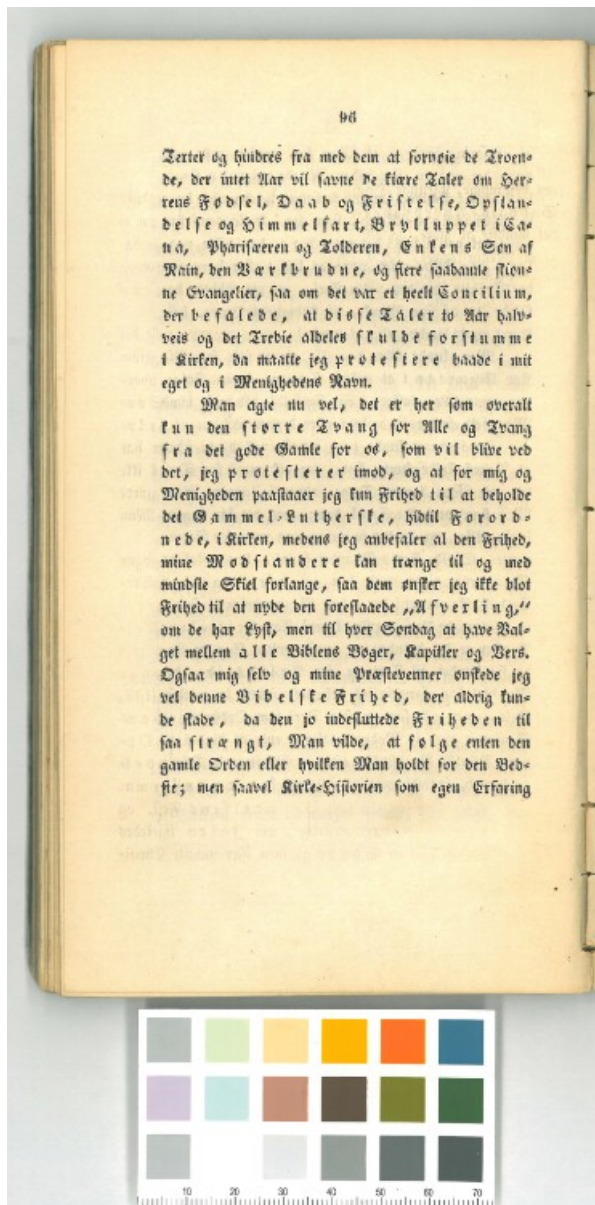 96
Texter og hindres fra med dem at fornøie de Troen-
de, der intet Aar vil savne de kiære Taler om Her-
rens Fødsel, Daab og Fristelse, Opstan-
delse og Himmelfart, Brylluppet i Ca-
na, Pharisæeren og Tolderen, Enkens Søn af
Nain, den Værkbrudne, og flere saadanne skiøn-
ne Evangelier, saa om det var et heelt Concilium,
der befalede, at disse Taler to Aar halv-
veis og det Tredie aldeles skulde forstumme
i Kirken, da maatte jeg protestere baade i mit
eget og i Menighedens Navn.
Man agte nu vel, det er her som overalt
kun den større Tvang for Alle og Tvang
fra det gode Gamle for os, som vil blive ved
det, jeg protesterer imod, og at for mig og
Menigheden paastaaer jeg kun Frihed til at beholde
det Gammel-Lutherske, hidtil Forord-
nede, i Kirken, medens jeg anbefaler al den Frihed,
mine Modstandere kan trænge til og med
mindste Skiel forlange, saa dem ønsker jeg ikke blot
Frihed til at nyde den foreslaaede „Afvexling,“
om de har Lyst, men til hver Søndag at have Val-
get mellem alle Biblens Bøger, Kapitler og Vers.
Ogsaa mig selv og mine Præstevenner ønskede jeg
vel denne Bibelske Frihed, der aldrig kun-
de skade, da den jo indesluttede Friheden til
saa strængt, Man vilde, at følge enten den
gamle Orden eller hvilken Man holdt for den Bed-
ste; men saavel Kirke-Historien som egen Erfaring
10 20 30 40 50 60 70